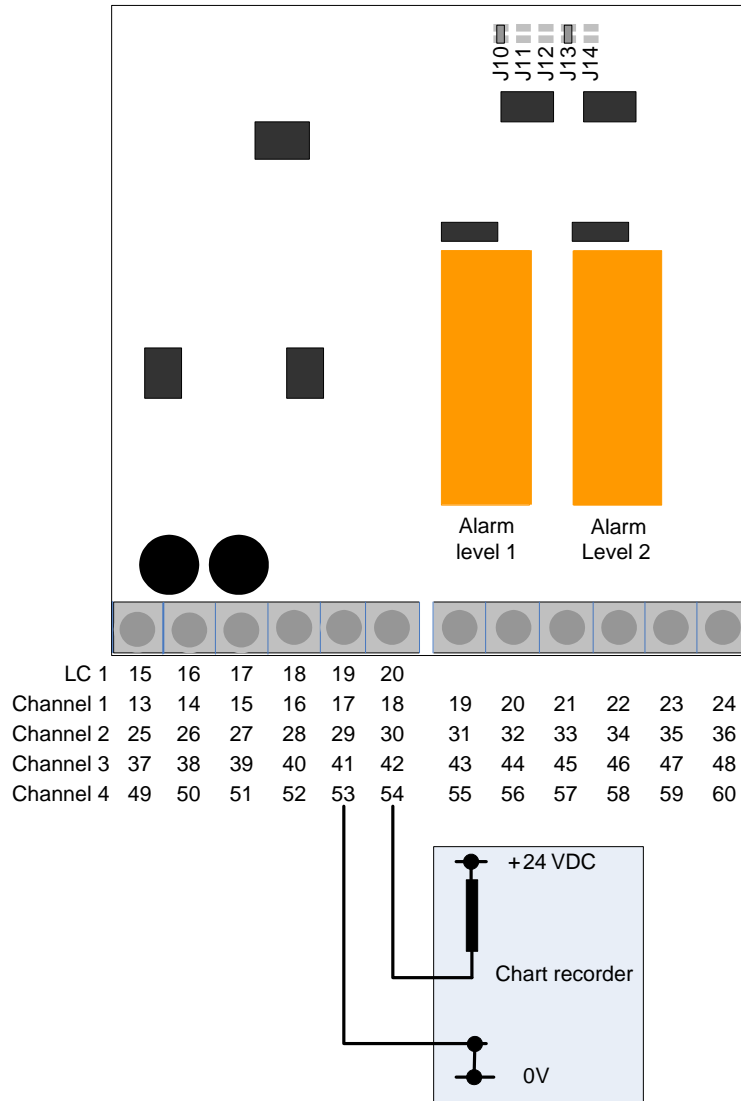 J10 J11 J12 J13 J14
Alarm level 1
Alarm Level 2
LC 1 15 16 17 18 19 20
Channel 1 13 14 15 16 17 18 19 20 21 22 23 24
Channel 2 25 26 27 28 29 30 31 32 33 34 35 36
Channel 3 37 38 39 40 41 42 43 44 45 46 47 48
Channel 4 49 50 51 52 53 54 55 56 57 58 59 60
+24 VDC
Chart recorder
0V